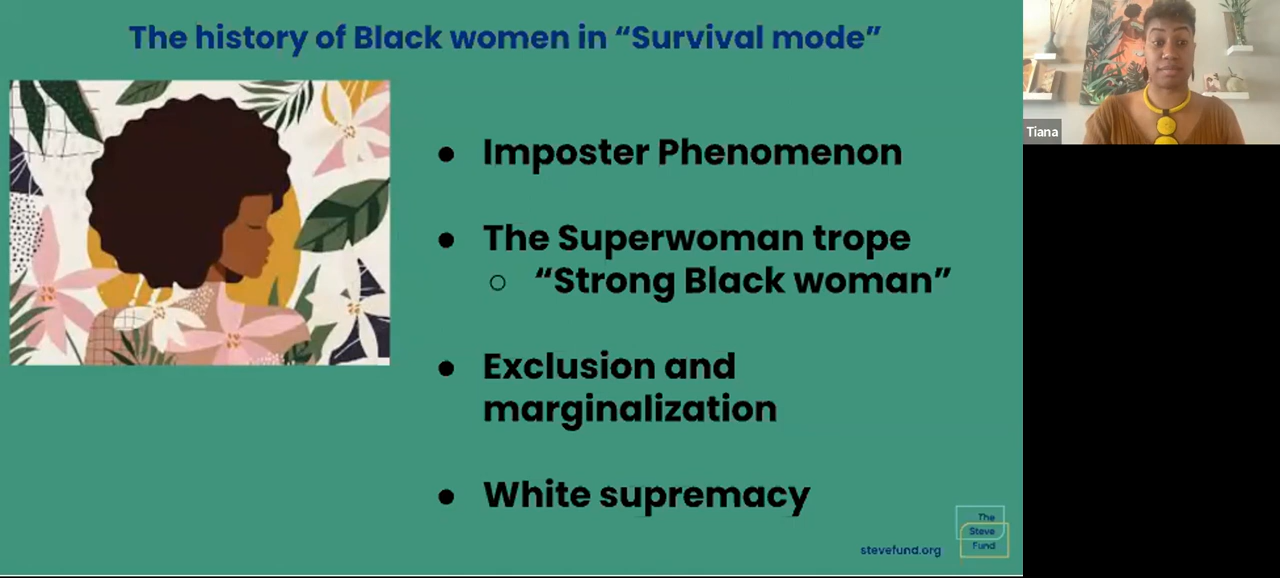 The history of Black women in “Survival mode”
Tiana
● Imposter Phenomenon
● The Superwoman trope
○ “Strong Black woman”
● Exclusion and
marginalization
● White supremacy
stevefund.org
The
Steve
Fund